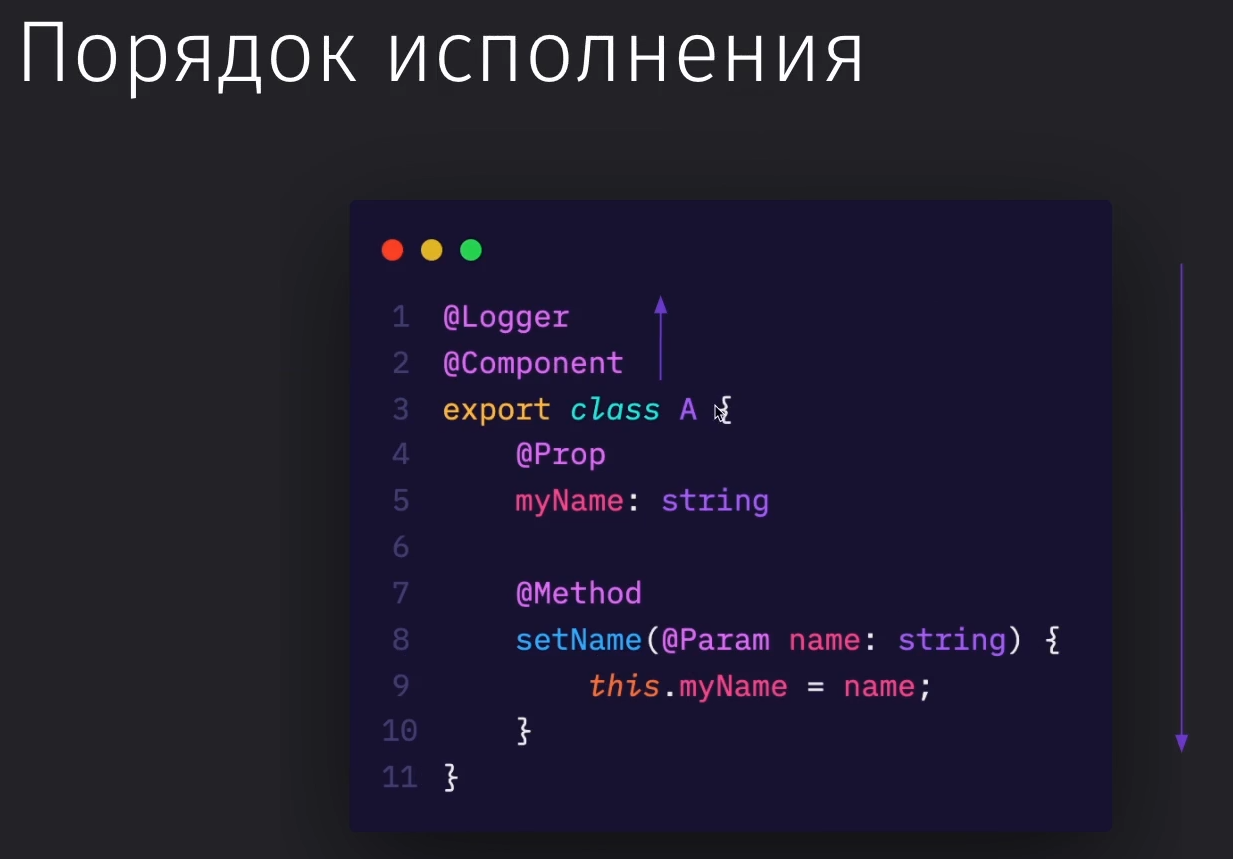 Порядок исполнения
1 @Logger
2 @Component
3 export class A {
4 @Prop
5 myName: string
6
7 @Method
8 setName(@Param name: string) {
9 this.myName = name;
10 }
11 }